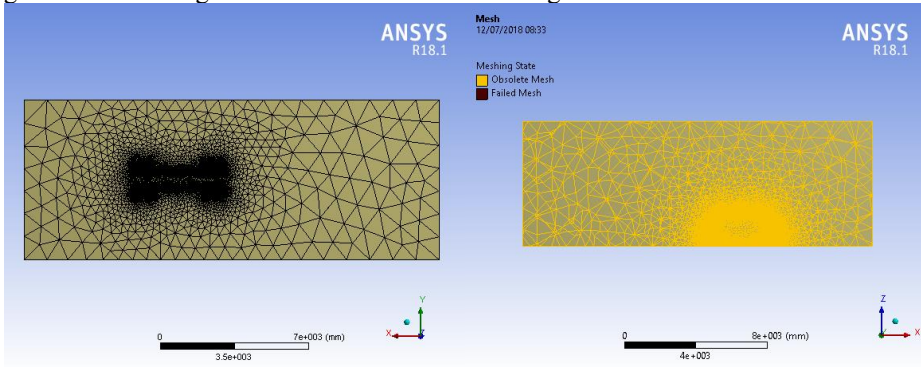 ANSYS
R18.1
0
7e+003 (mm)
3.5e+003
Y
X
Z
Mesh
12/07/2018 08:33
Meshing State
Obsolete Mesh
Failed Mesh
ANSYS
R18.1
0
8e+003 (mm)
4e+003
Z
Y
X